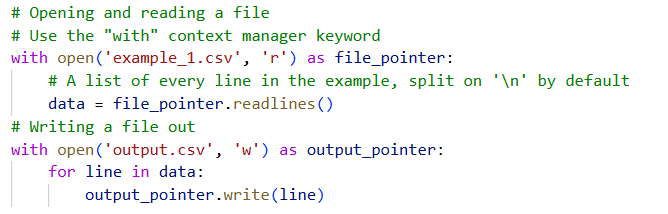 # Opening and reading a file
# Use the "with" context manager keyword
with open('example_1.csv', 'r') as file_pointer:
    # A list of every line in the example, split on '\n' by default
    data = file_pointer.readlines()
# Writing a file out
with open('output.csv', 'w') as output_pointer:
    for line in data:
        output_pointer.write(line)